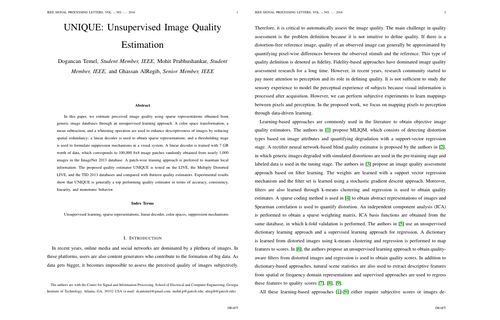 IEEE SIGNAL PROCESSING LETTERS, VOL. -, NO. -, - 2016
1
UNIQUE: Unsupervised Image Quality
Estimation
Dogancan Temel, Student Member, IEEE, Mohit Prabhushankar, Student
Member, IEEE, and Ghassan AlRegib, Senior Member, IEEE
Abstract
In this paper, we estimate perceived image quality using sparse representations obtained from
generic image databases through an unsupervised learning approach. A color space transformation, a
mean subtraction, and a whitening operation are used to enhance descriptiveness of images by reducing
spatial redundancy; a linear decoder is used to obtain sparse representations; and a thresholding stage
is used to formulate suppression mechanisms in a visual system. A linear decoder is trained with 7 GB
worth of data, which corresponds to 100,000 8x8 image patches randomly obtained from nearly 1,000
images in the ImageNet 2013 database. A patch-wise training approach is preferred to maintain local
information. The proposed quality estimator UNIQUE is tested on the LIVE, the Multiply Distorted
LIVE, and the TID 2013 databases and compared with thirteen quality estimators. Experimental results
show that UNIQUE is generally a top performing quality estimator in terms of accuracy, consistency,
linearity, and monotonic behavior.
Index Terms
Unsupervised learning, sparse representations, linear decoder, color spaces, suppression mechanisms
I. INTRODUCTION
In recent years, online media and social networks are dominated by a plethora of images. In
these platforms, users are also content generators who contribute to the formation of big data. As
data gets bigger, it becomes impossible to assess the perceived quality of images subjectively.
The authors are with the Center for Signal and Information Processing, School of Electrical and Computer Engineering, Georgia
Institute of Technology, Atlanta, GA, 30332 USA (e-mail:
DRAFT
IEEE SIGNAL PROCESSING LETTERS, VOL. -, NO. -, - 2016
2
Therefore, it is critical to automatically assess the image quality. The main challenge in quality
assessment is the problem definition because it is not intuitive to define quality. If there is a
distortion-free reference image, quality of an observed image can generally be approximated by
quantifying pixel-wise differences between the observed stimuli and the reference. This type of
quality definition is denoted as fidelity. Fidelity-based approaches have dominated image quality
assessment research for a long time. However, in recent years, research community started to
pay more attention to perception and its role in defining quality. It is not sufficient to study the
sensory experience to model the perceptual experience of subjects because visual information is
processed after acquisition. However, we can perform subjective experiments to learn mappings
between pixels and perception. In the proposed work, we focus on mapping pixels to perception
through data-driven learning.
Learning-based approaches are commonly used in the literature to obtain objective image
quality estimators. The authors in [1] propose MLIQM, which consists of detecting distortion
types based on image attributes and quantifying degradation with a support-vector regression
stage. A rectifier neural network-based blind quality estimator is proposed by the authors in [2],
in which generic images degraded with simulated distortions are used in the pre-training stage and
labeled data is used in the tuning stage. The authors in [3] propose an image quality assessment
approach based on filter learning. The weights are learned with a support vector regression
mechanism and the filter set is learned using a stochastic gradient descent approach. Moreover,
filters are also learned through k-means clustering and regression is used to obtain quality
estimates. A sparse coding method is used in [4] to obtain abstract representations of images and
Spearman correlation is used to quantify distortion. An independent component analysis (ICA)
is performed to obtain a sparse weighting matrix. ICA basis functions are obtained from the
same database, in which k-fold validation is performed. The authors in [5] use an unsupervised
dictionary learning approach and a supervised learning approach for regression. A dictionary
is learned from distorted images using k-means clustering and regression is performed to map
features to scores. In [6], the authors propose an unsupervised learning approach to obtain quality-
aware filters from distorted images and regression is used to obtain quality scores. In addition to
dictionary-based approaches, natural scene statistics are also used to extract descriptive features
from spatial or frequency domain representations and supervised approaches are used to regress
these features to quality scores [7], [8], [9].
All these learning-based approaches [1]-[9] either require subjective scores or images de-
DRAFT